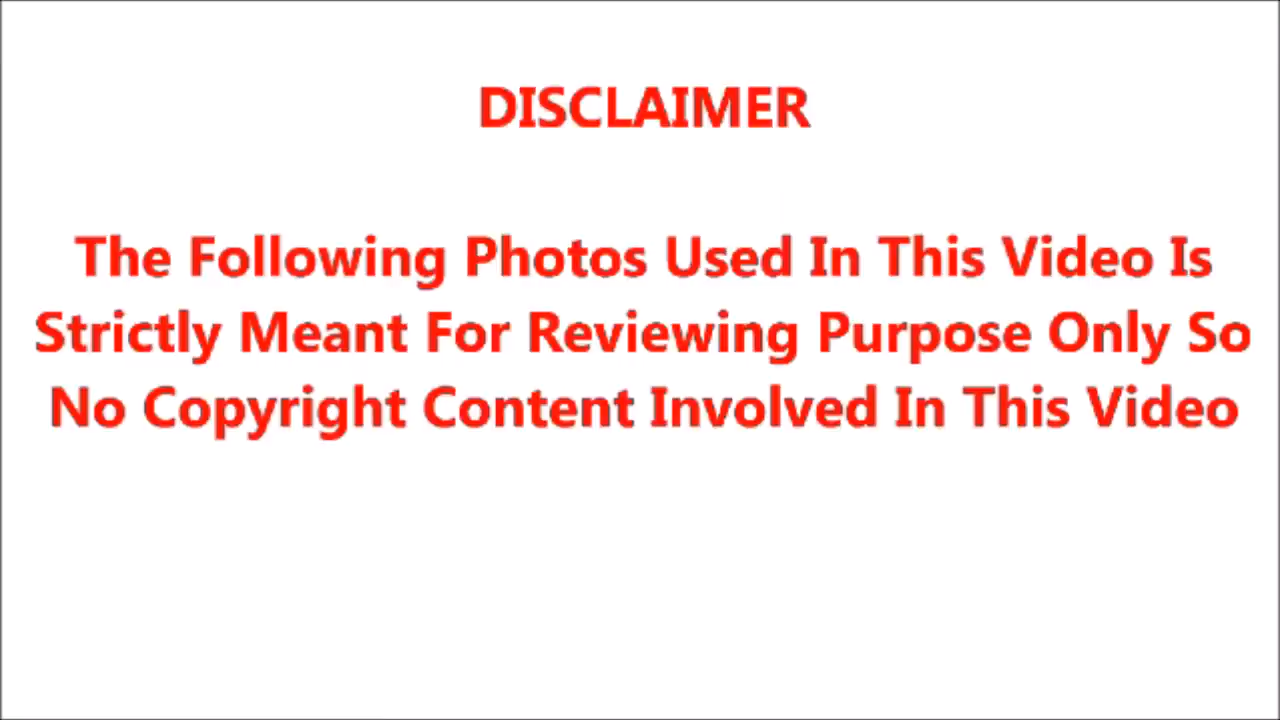 DISCLAIMER
The Following Photos Used In This Video Is
Strictly Meant For Reviewing Purpose Only So
No Copyright Content Involved In This Video